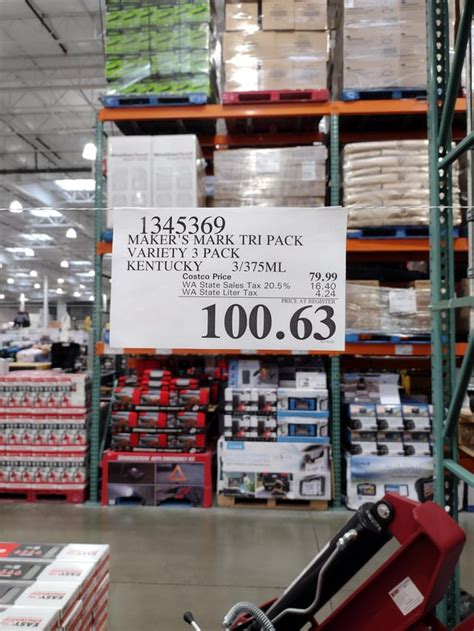 1345369
MAKER'S MARK TRI PACK
VARIETY 3 PACK
KENTUCKY 3/375ML
Costco Price 79.99
WA State Sales Tax 20.5% 16.40
WA State Liter Tax 4.24
PRICE AT REGISTER
100.63